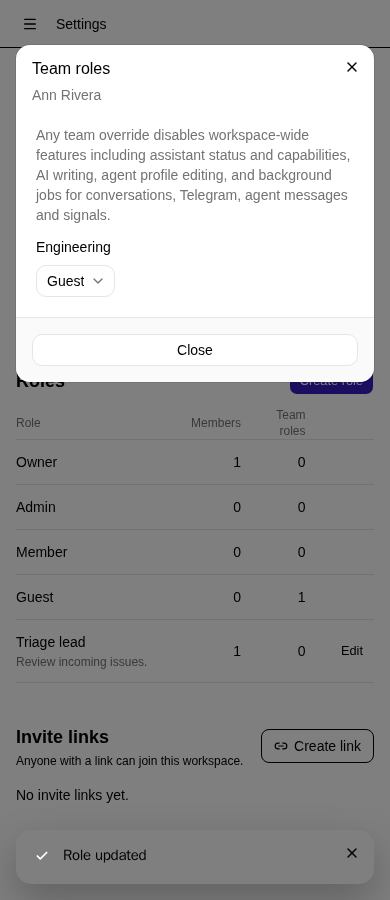 Settings
Team roles
Ann Rivera
Any team override disables workspace-wide
features including assistant status and capabilities,
AI writing, agent profile editing, and background
jobs for conversations, Telegram, agent messages
and signals.
Engineering
Guest
Close
Roles
Create role
Role Members Team roles
Owner 1 0
Admin 0 0
Member 0 0
Guest 0 1
Triage lead 1 0 Edit
Review incoming issues.
Invite links
Create link
Anyone with a link can join this workspace.
No invite links yet.
Role updated